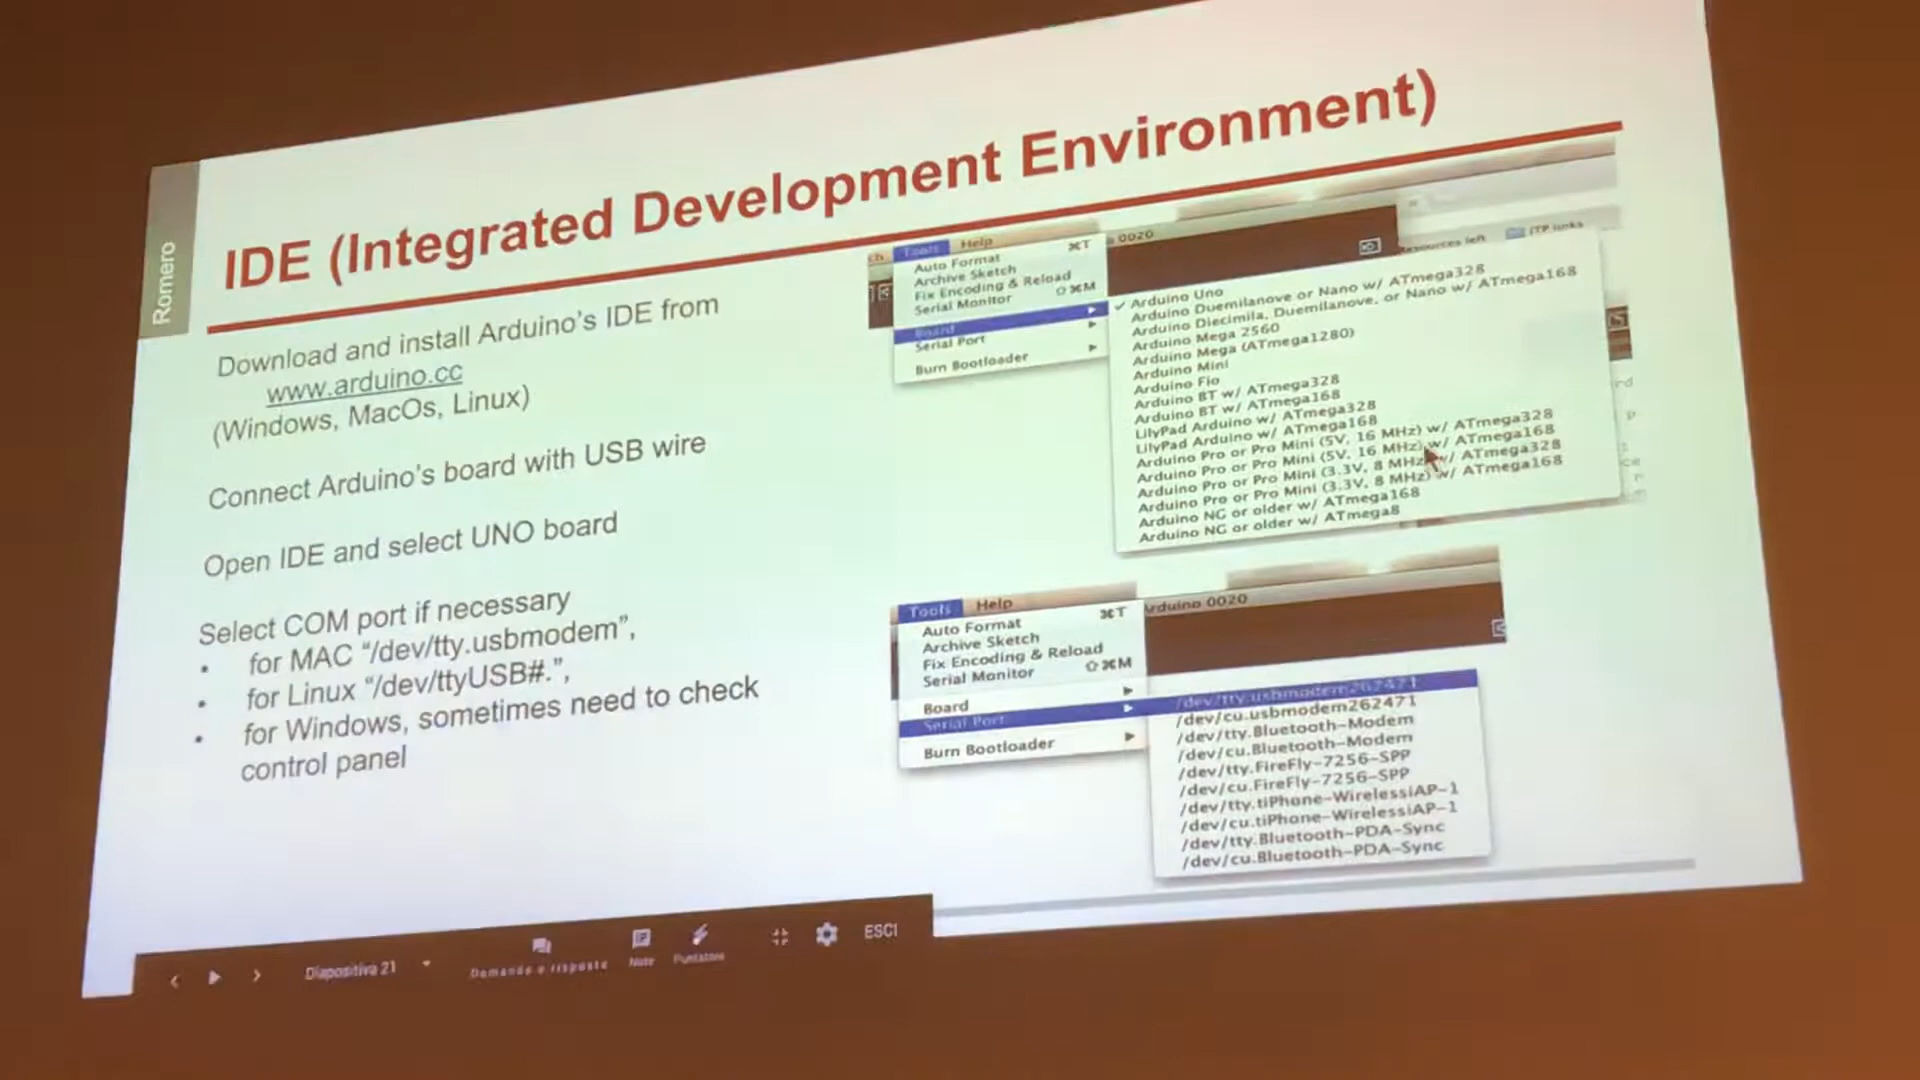 Romero
IDE (Integrated Development Environment)
Download and install Arduino's IDE from
www.arduino.cc
(Windows, MacOs, Linux)
Connect Arduino's board with USB wire
Open IDE and select UNO board
Select COM port if necessary
• for MAC “/dev/tty.usbmodem”,
• for Linux “/dev/ttyUSB#.”,
• for Windows, sometimes need to check
control panel
ch Tools Help
0020
Auto Format ⌘T
Archive Sketch
Fix Encoding & Reload
Serial Monitor ⇧⌘M
Board
Serial Port
Burn Bootloader
esources left
ITP links
✓ Arduino Uno
Arduino Duemilanove or Nano w/ ATmega328
Arduino Diecimila, Duemilanove, or Nano w/ ATmega168
Arduino Mega 2560
Arduino Mega (ATmega1280)
Arduino Mini
Arduino Fio
Arduino BT w/ ATmega328
Arduino BT w/ ATmega168
LilyPad Arduino w/ ATmega328
LilyPad Arduino w/ ATmega168
Arduino Pro or Pro Mini (5V, 16 MHz) w/ ATmega328
Arduino Pro or Pro Mini (5V, 16 MHz) w/ ATmega168
Arduino Pro or Pro Mini (3.3V, 8 MHz) w/ ATmega328
Arduino Pro or Pro Mini (3.3V, 8 MHz) w/ ATmega168
Arduino NG or older w/ ATmega168
Arduino NG or older w/ ATmega8
Tools Help
Arduino 0020
Auto Format ⌘T
Archive Sketch
Fix Encoding & Reload
Serial Monitor ⇧⌘M
Board
Serial Port
Burn Bootloader
/dev/tty.usbmodem262471
/dev/cu.usbmodem262471
/dev/tty.Bluetooth-Modem
/dev/cu.Bluetooth-Modem
/dev/tty.FireFly-7256-SPP
/dev/cu.FireFly-7256-SPP
/dev/tty.tiPhone-WirelessiAP-1
/dev/cu.tiPhone-WirelessiAP-1
/dev/tty.Bluetooth-PDA-Sync
/dev/cu.Bluetooth-PDA-Sync
Diapositiva 21
Domande e risposte
Note
Puntatore
ESCI